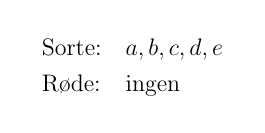 Sorte: a, b, c, d, e
Røde: ingen